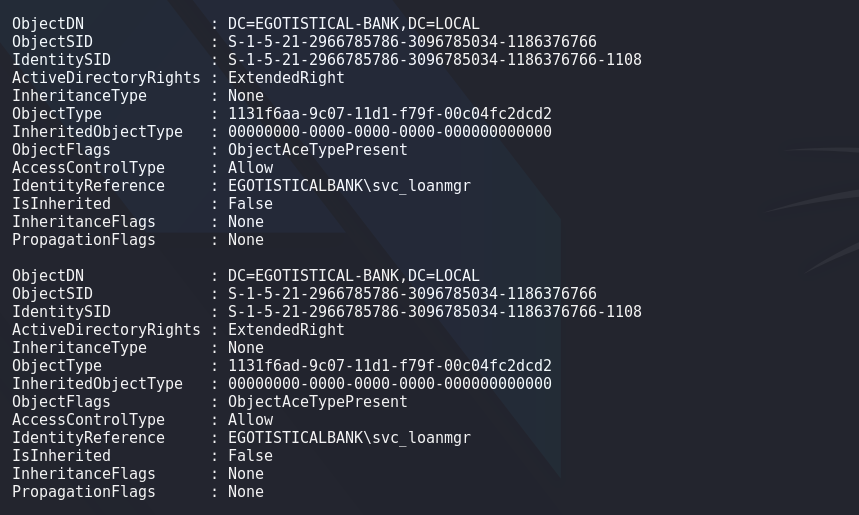 ObjectDN              : DC=EGOTISTICAL-BANK,DC=LOCAL
ObjectSID             : S-1-5-21-2966785786-3096785034-1186376766
IdentitySID           : S-1-5-21-2966785786-3096785034-1186376766-1108
ActiveDirectoryRights : ExtendedRight
InheritanceType       : None
ObjectType            : 1131f6aa-9c07-11d1-f79f-00c04fc2dcd2
InheritedObjectType   : 00000000-0000-0000-0000-000000000000
ObjectFlags           : ObjectAceTypePresent
AccessControlType     : Allow
IdentityReference     : EGOTISTICALBANK\svc_loanmgr
IsInherited           : False
InheritanceFlags      : None
PropagationFlags      : None

ObjectDN              : DC=EGOTISTICAL-BANK,DC=LOCAL
ObjectSID             : S-1-5-21-2966785786-3096785034-1186376766
IdentitySID           : S-1-5-21-2966785786-3096785034-1186376766-1108
ActiveDirectoryRights : ExtendedRight
InheritanceType       : None
ObjectType            : 1131f6ad-9c07-11d1-f79f-00c04fc2dcd2
InheritedObjectType   : 00000000-0000-0000-0000-000000000000
ObjectFlags           : ObjectAceTypePresent
AccessControlType     : Allow
IdentityReference     : EGOTISTICALBANK\svc_loanmgr
IsInherited           : False
InheritanceFlags      : None
PropagationFlags      : None